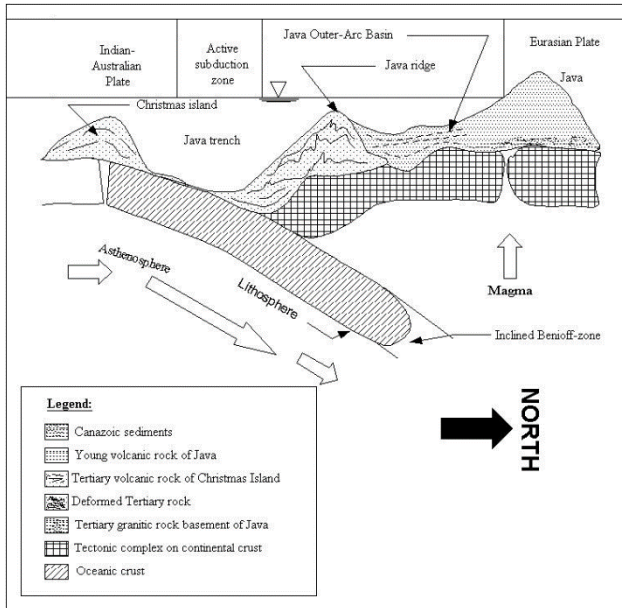 Indian-
Australian
Plate
Active
subduction
zone
Java Outer-Arc Basin
Java ridge
Eurasian Plate
Java
Christmas island
Java trench
Asthenosphere
Lithosphere
Magma
Inclined Benioff-zone
NORTH
Legend:
Canazoic sediments
Young volcanic rock of Java
Tertiary volcanic rock of Christmas Island
Deformed Tertiary rock
Tertiary granitic rock basement of Java
Tectonic complex on continental crust
Oceanic crust